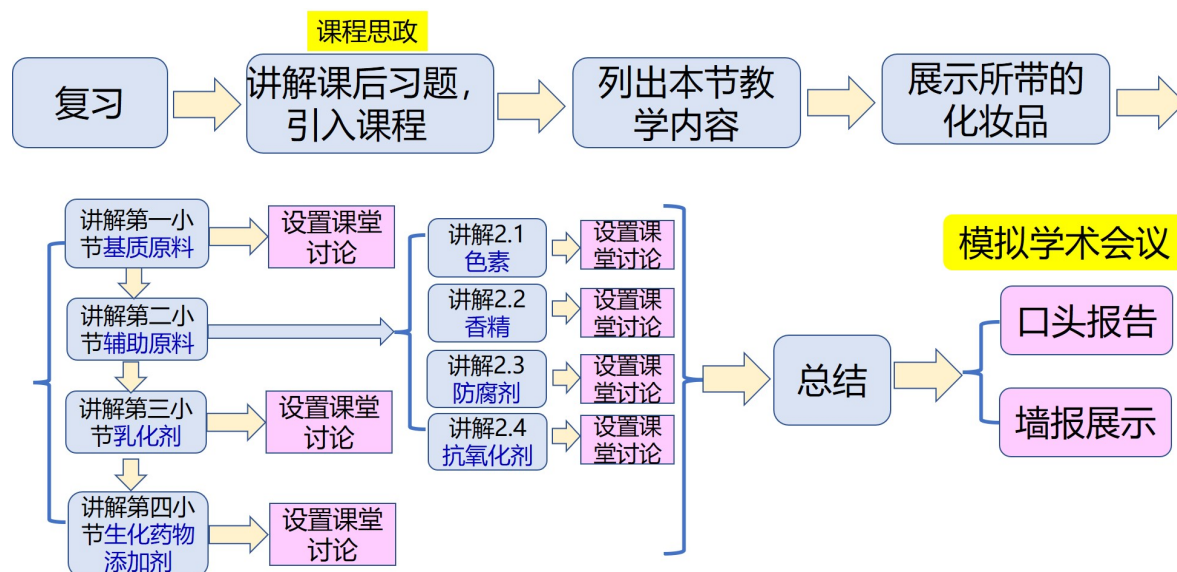 课程思政
复习
讲解课后习题，
引入课程
列出本节教
学内容
展示所带的
化妆品
讲解第一小
节基质原料
设置课堂
讨论
讲解第二小
节辅助原料
讲解第三小
节乳化剂
设置课堂
讨论
讲解第四小
节生化药物
添加剂
设置课堂
讨论
讲解2.1
色素
设置课
堂讨论
讲解2.2
香精
设置课
堂讨论
讲解2.3
防腐剂
设置课
堂讨论
讲解2.4
抗氧化剂
设置课
堂讨论
总结
模拟学术会议
口头报告
墙报展示